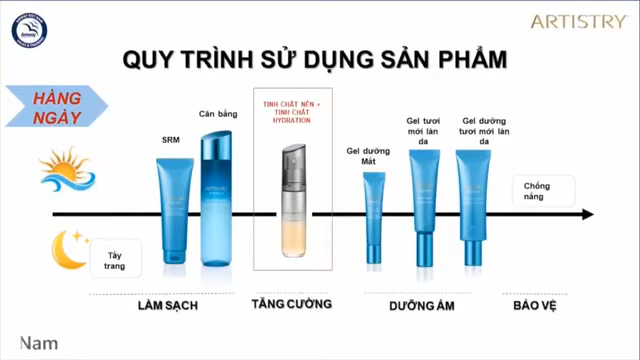 Amway
ARTISTRY
QUY TRÌNH SỬ DỤNG SẢN PHẨM
HÀNG
NGÀY
SRM
Cân bằng
TINH CHẤT NỀN +
TINH CHẤT
HYDRATION
Gel dưỡng
Mắt
Gel tươi
mới làn
da
Gel dưỡng
tươi mới làn
da
Chống
nắng
Tẩy
trang
LÀM SẠCH
TĂNG CƯỜNG
DƯỠNG ẨM
BẢO VỆ
Nam